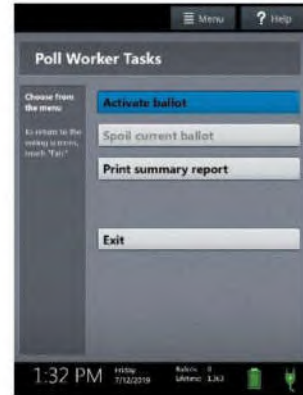 Menu
? Help
Poll Worker Tasks
Choose from
the menu
To return to the
voting screens,
touch "Exit"
Activate ballot
Spoil current ballot
Print summary report
Exit
1:32 PM
Friday
7/12/2019
Ballots: 0
Lifetime: 1,363